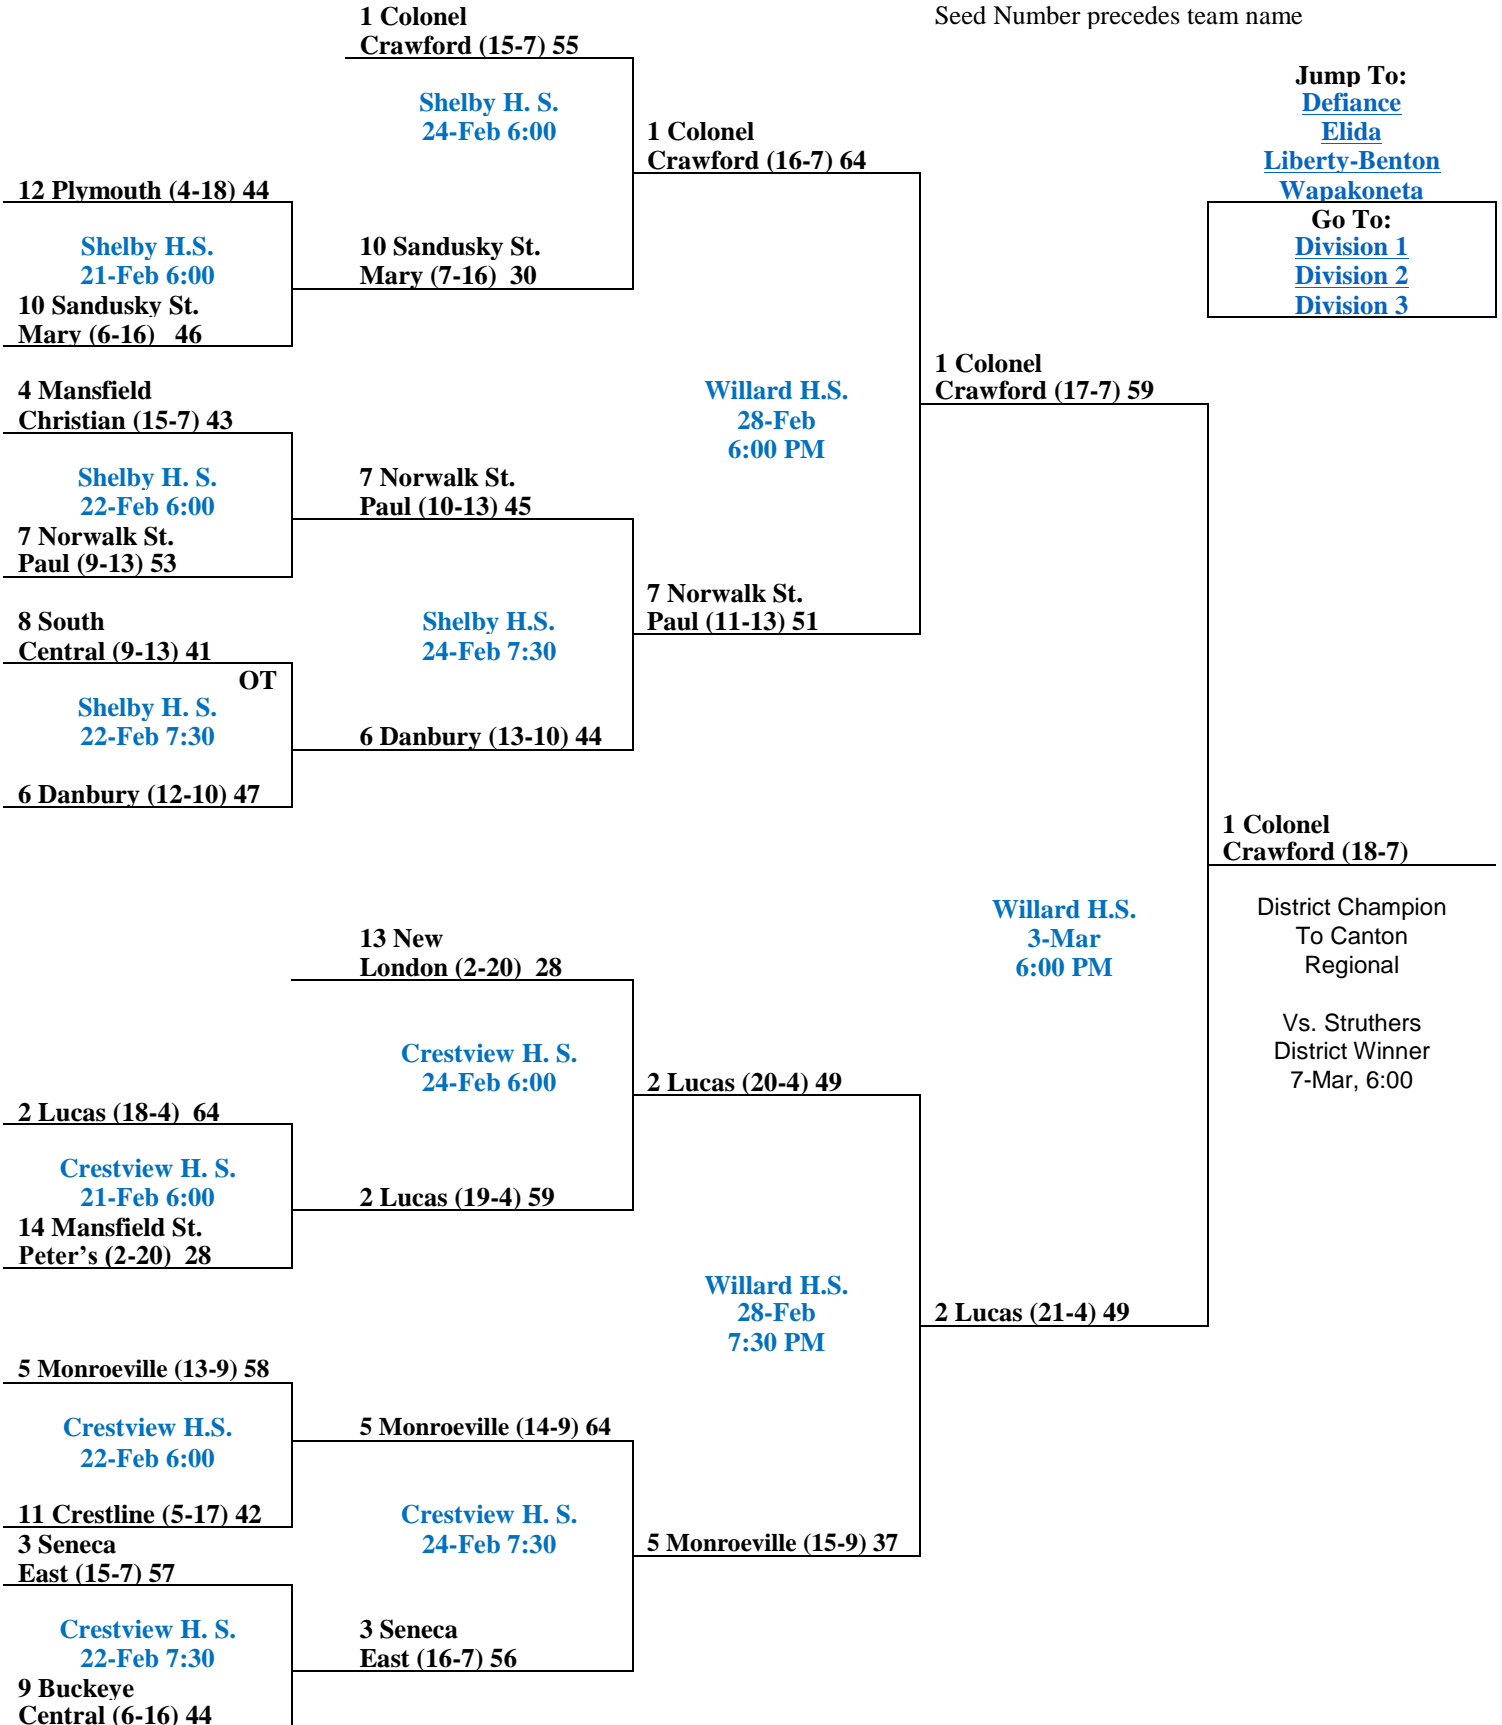 1 Colonel
Crawford (15-7) 55
Seed Number precedes team name
Jump To:
Defiance
Elida
Liberty-Benton
Wapakoneta
Go To:
Division 1
Division 2
Division 3
Shelby H. S.
24-Feb 6:00
1 Colonel
Crawford (16-7) 64
12 Plymouth (4-18) 44
Shelby H.S.
21-Feb 6:00
10 Sandusky St.
Mary (7-16) 30
10 Sandusky St.
Mary (6-16) 46
1 Colonel
Crawford (17-7) 59
4 Mansfield
Christian (15-7) 43
Willard H.S.
28-Feb
6:00 PM
Shelby H. S.
22-Feb 6:00
7 Norwalk St.
Paul (10-13) 45
7 Norwalk St.
Paul (9-13) 53
7 Norwalk St.
Paul (11-13) 51
8 South
Central (9-13) 41
Shelby H.S.
24-Feb 7:30
OT
Shelby H. S.
22-Feb 7:30
6 Danbury (13-10) 44
6 Danbury (12-10) 47
1 Colonel
Crawford (18-7)
Willard H.S.
3-Mar
6:00 PM
District Champion
To Canton
Regional
Vs. Struthers
District Winner
7-Mar, 6:00
13 New
London (2-20) 28
Crestview H. S.
24-Feb 6:00
2 Lucas (20-4) 49
2 Lucas (18-4) 64
Crestview H. S.
21-Feb 6:00
2 Lucas (19-4) 59
14 Mansfield St.
Peter’s (2-20) 28
Willard H.S.
28-Feb
7:30 PM
2 Lucas (21-4) 49
5 Monroeville (13-9) 58
Crestview H.S.
22-Feb 6:00
5 Monroeville (14-9) 64
11 Crestline (5-17) 42
Crestview H. S.
24-Feb 7:30
5 Monroeville (15-9) 37
3 Seneca
East (15-7) 57
Crestview H. S.
22-Feb 7:30
3 Seneca
East (16-7) 56
9 Buckeye
Central (6-16) 44